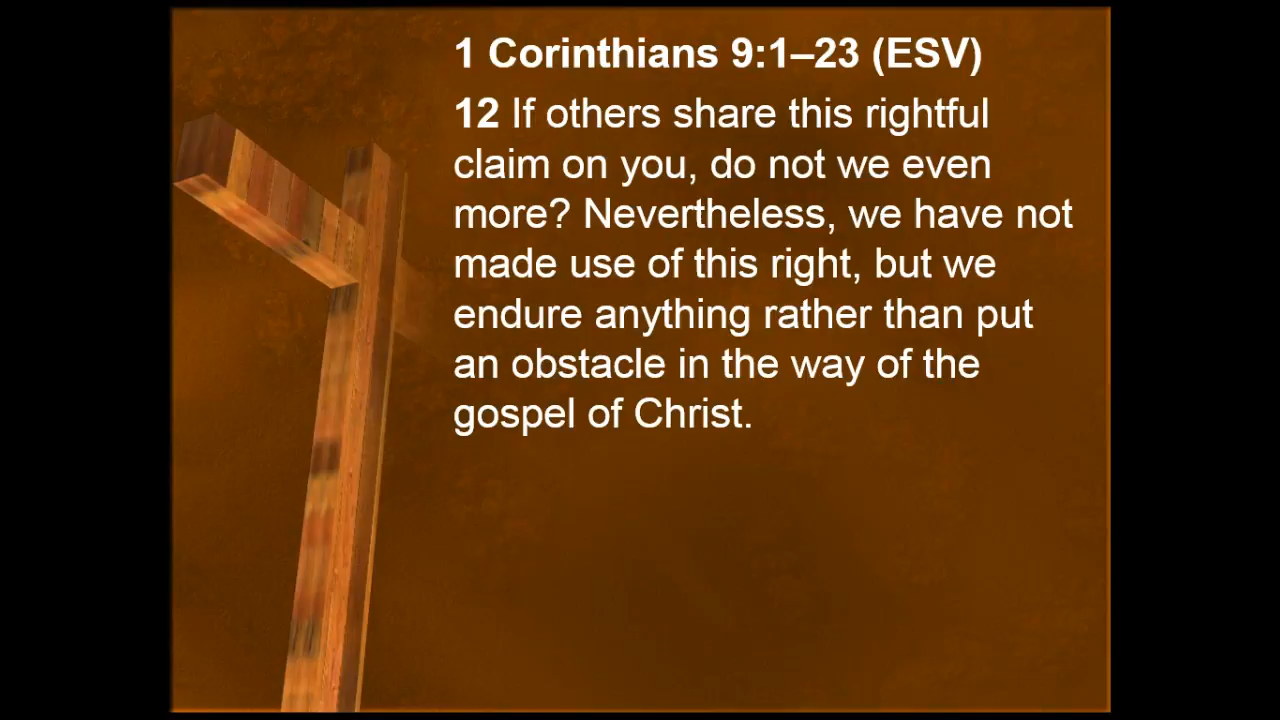 1 Corinthians 9:1–23 (ESV)
12 If others share this rightful
claim on you, do not we even
more? Nevertheless, we have not
made use of this right, but we
endure anything rather than put
an obstacle in the way of the
gospel of Christ.